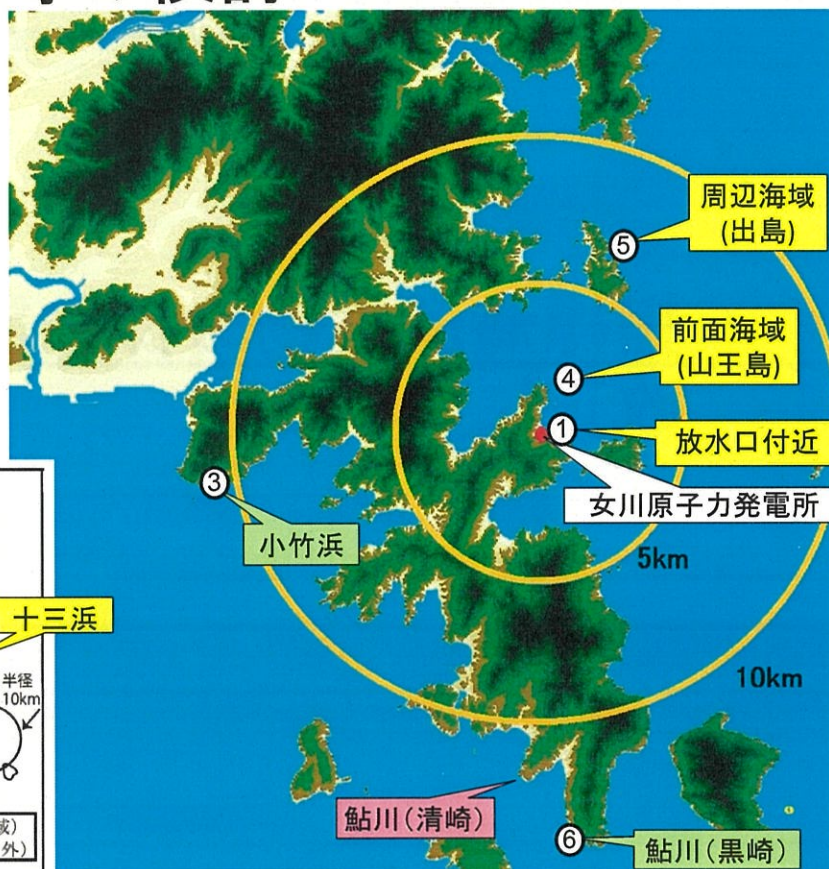 周辺海域
(出島)
⑤
前面海域
(山王島)
④
①
放水口付近
女川原子力発電所
③
小竹浜
5km
十三浜
半径
10km
10km
鮎川(清崎)
⑥
鮎川(黒崎)
外)